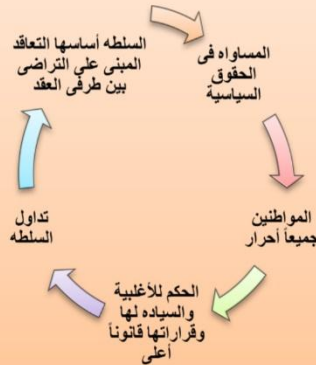 السلطه أساسها التعاقد
المبنى على التراضى
بين طرفى العقد
المساواه فى
الحقوق
السياسية
المواطنين
جميعاً أحرار
الحكم للأغلبية
والسياده لها
وقراراتها قانوناً
أعلى
تداول
السلطه